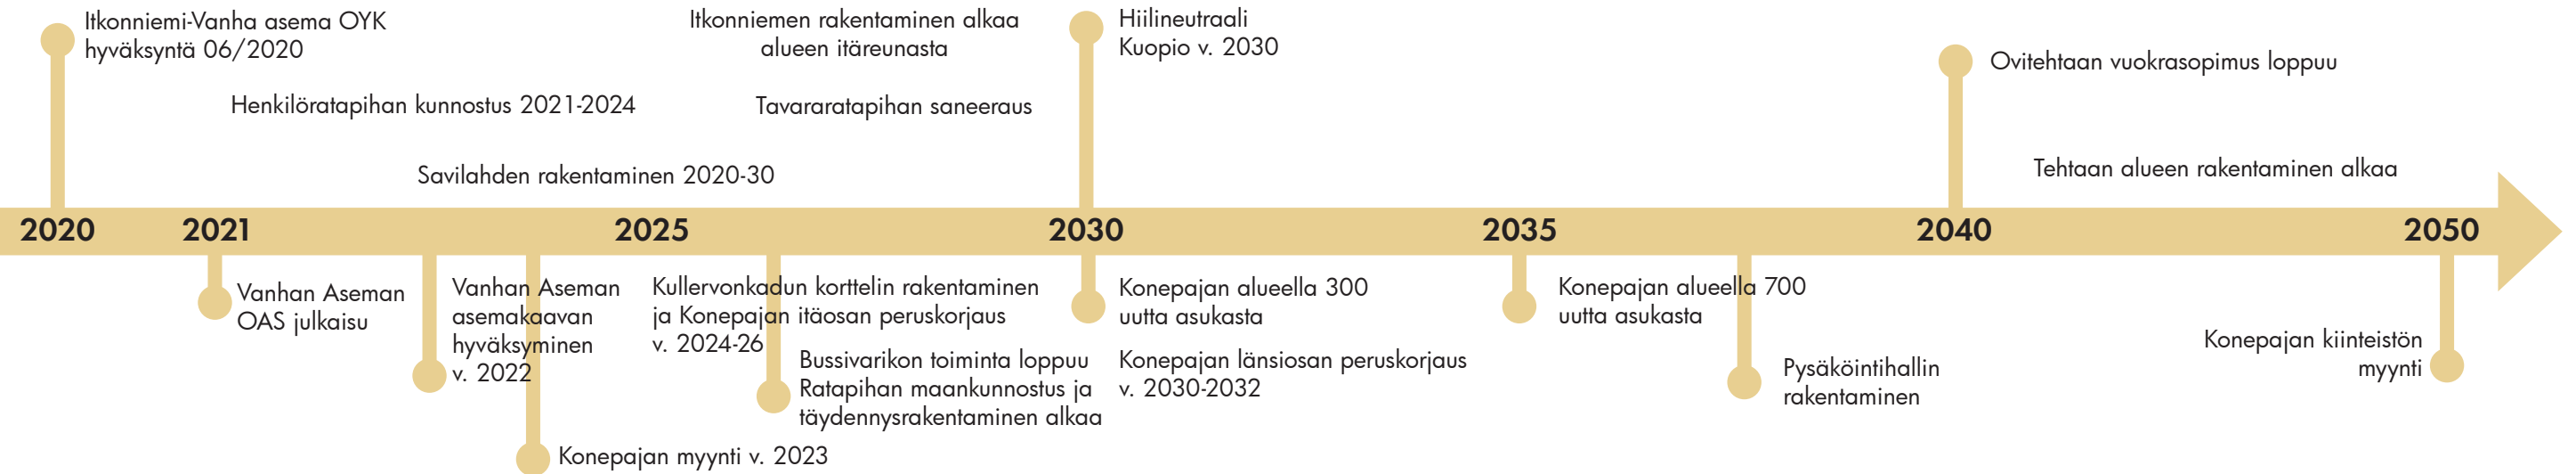 Itkonniemi-Vanha asema OYK
hyväksyntä 06/2020
Henkilöratapihan kunnostus 2021-2024
Savilahden rakentaminen 2020-30
Itkonniemen rakentaminen alkaa
alueen itäreunasta
Tavararatapihan saneeraus
Hiilineutraali
Kuopio v. 2030
Ovitehtaan vuokrasopimus loppuu
Tehtaan alueen rakentaminen alkaa
2020 2021 2025 2030 2035 2040 2050
Vanhan Aseman
OAS julkaisu
Vanhan Aseman
asemakaavan
hyväksyminen
v. 2022
Konepajan myynti v. 2023
Kullervonkadun korttelin rakentaminen
ja Konepajan itäosan peruskorjaus
v. 2024-26
Bussivarikon toiminta loppuu
Ratapihan maankunnostus ja
täydennysrakentaminen alkaa
Konepajan alueella 300
uutta asukasta
Konepajan länsiosan peruskorjaus
v. 2030-2032
Konepajan alueella 700
uutta asukasta
Pysäköintihallin
rakentaminen
Konepajan kiinteistön
myynti